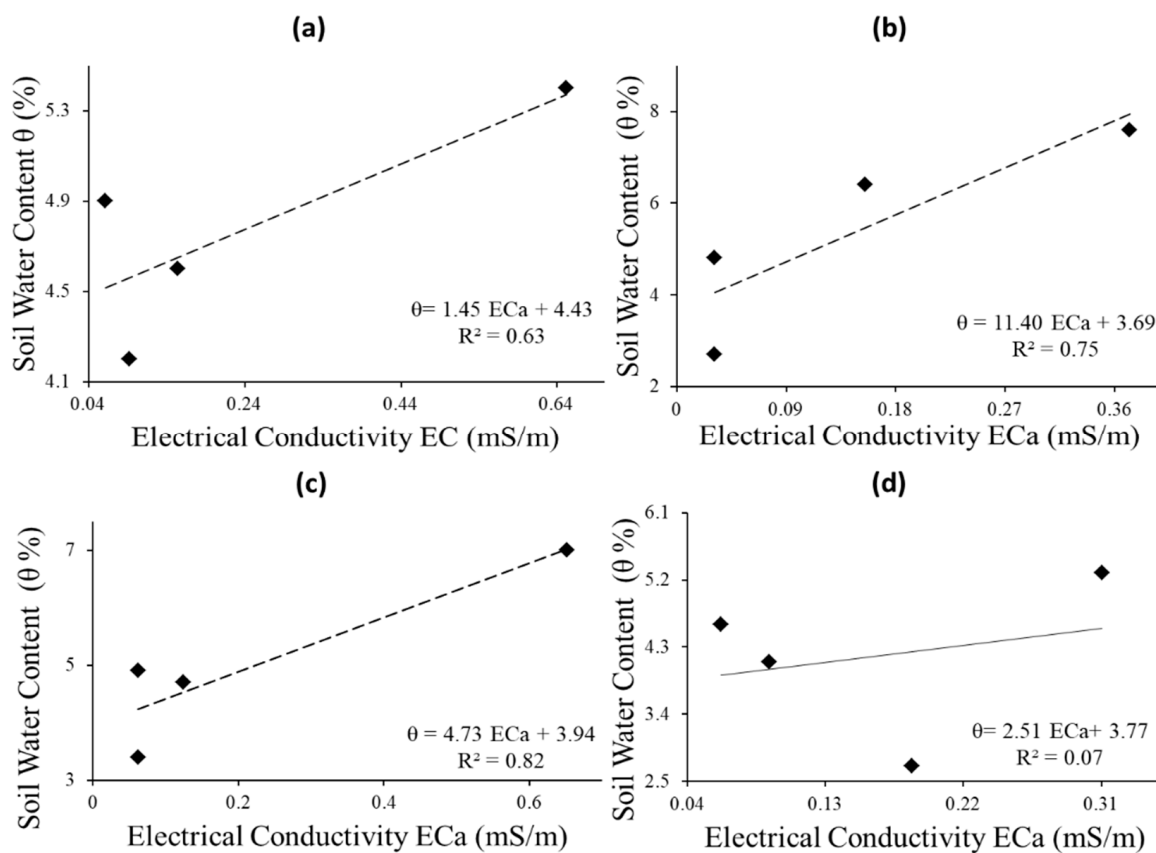 (a)
Soil Water Content θ (%)
5.3
4.9
4.5
4.1
0.04 0.24 0.44 0.64
θ= 1.45 ECa + 4.43
R² = 0.63
Electrical Conductivity EC (mS/m)
(b)
Soil Water Content (θ %)
8
6
4
2
0 0.09 0.18 0.27 0.36
θ = 11.40 ECa + 3.69
R² = 0.75
Electrical Conductivity ECa (mS/m)
(c)
Soil Water Content (θ %)
7
5
3
0 0.2 0.4 0.6
θ = 4.73 ECa + 3.94
R² = 0.82
Electrical Conductivity ECa (mS/m)
(d)
Soil Water Content (θ %)
6.1
5.2
4.3
3.4
2.5
0.04 0.13 0.22 0.31
θ= 2.51 ECa+ 3.77
R² = 0.07
Electrical Conductivity ECa (mS/m)